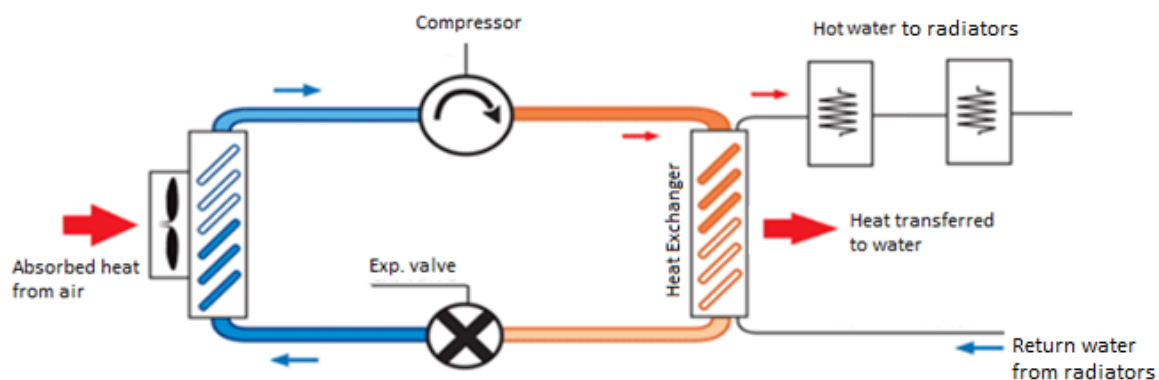 Compressor
Hot water to radiators
Heat Exchanger
Absorbed heat
from air
Heat transferred
to water
Exp. valve
Return water
from radiators